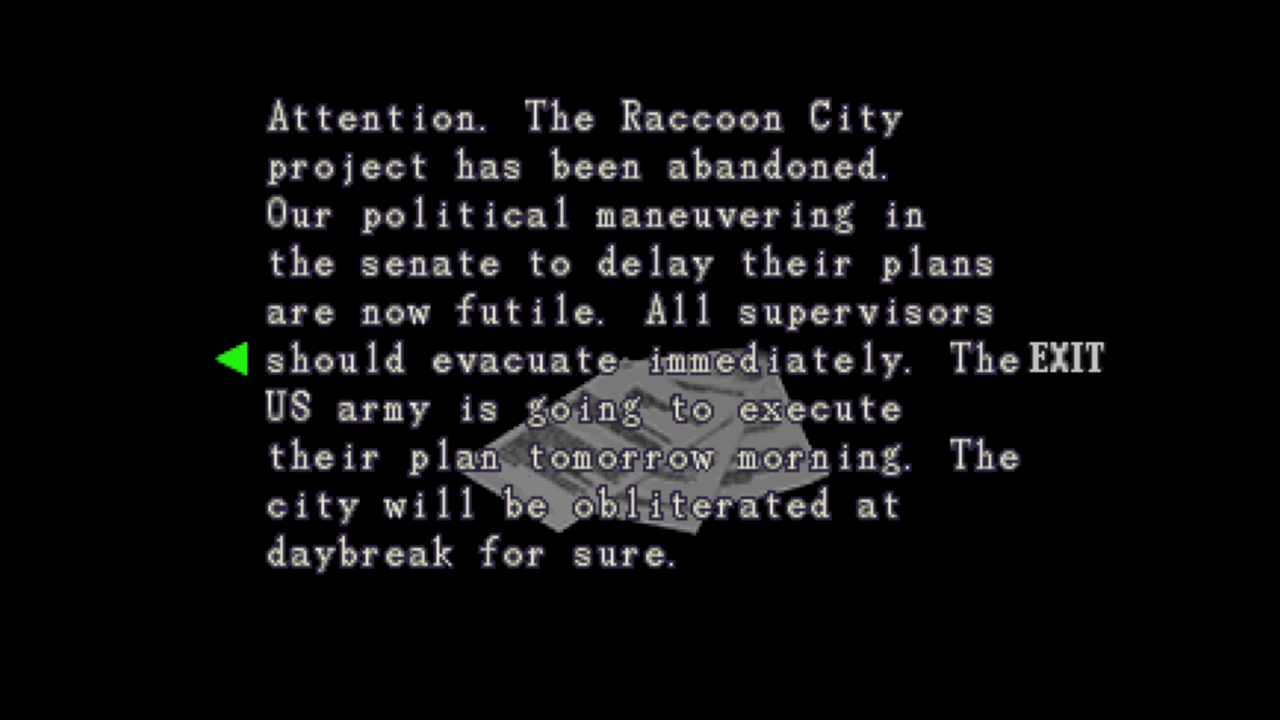 Attention. The Raccoon City
project has been abandoned.
Our political maneuvering in
the senate to delay their plans
are now futile. All supervisors
should evacuate immediately. The EXIT
US army is going to execute
their plan tomorrow morning. The
city will be obliterated at
daybreak for sure.